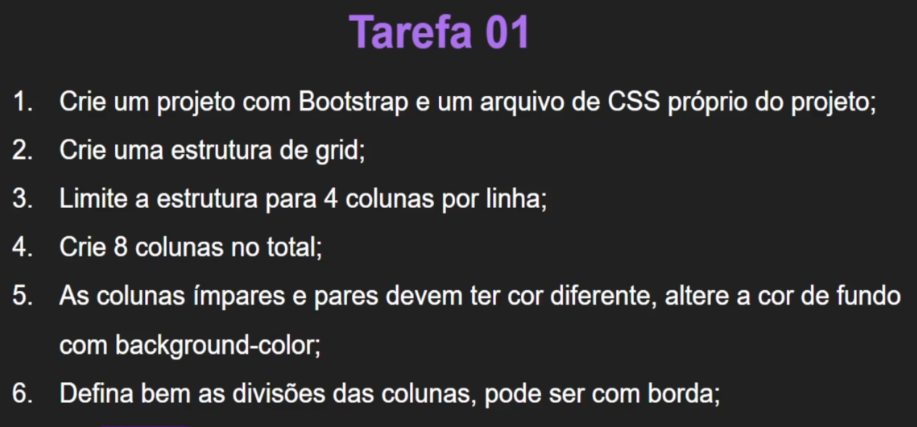 Tarefa 01
1. Crie um projeto com Bootstrap e um arquivo de CSS próprio do projeto;
2. Crie uma estrutura de grid;
3. Limite a estrutura para 4 colunas por linha;
4. Crie 8 colunas no total;
5. As colunas ímpares e pares devem ter cor diferente, altere a cor de fundo
com background-color;
6. Defina bem as divisões das colunas, pode ser com borda;